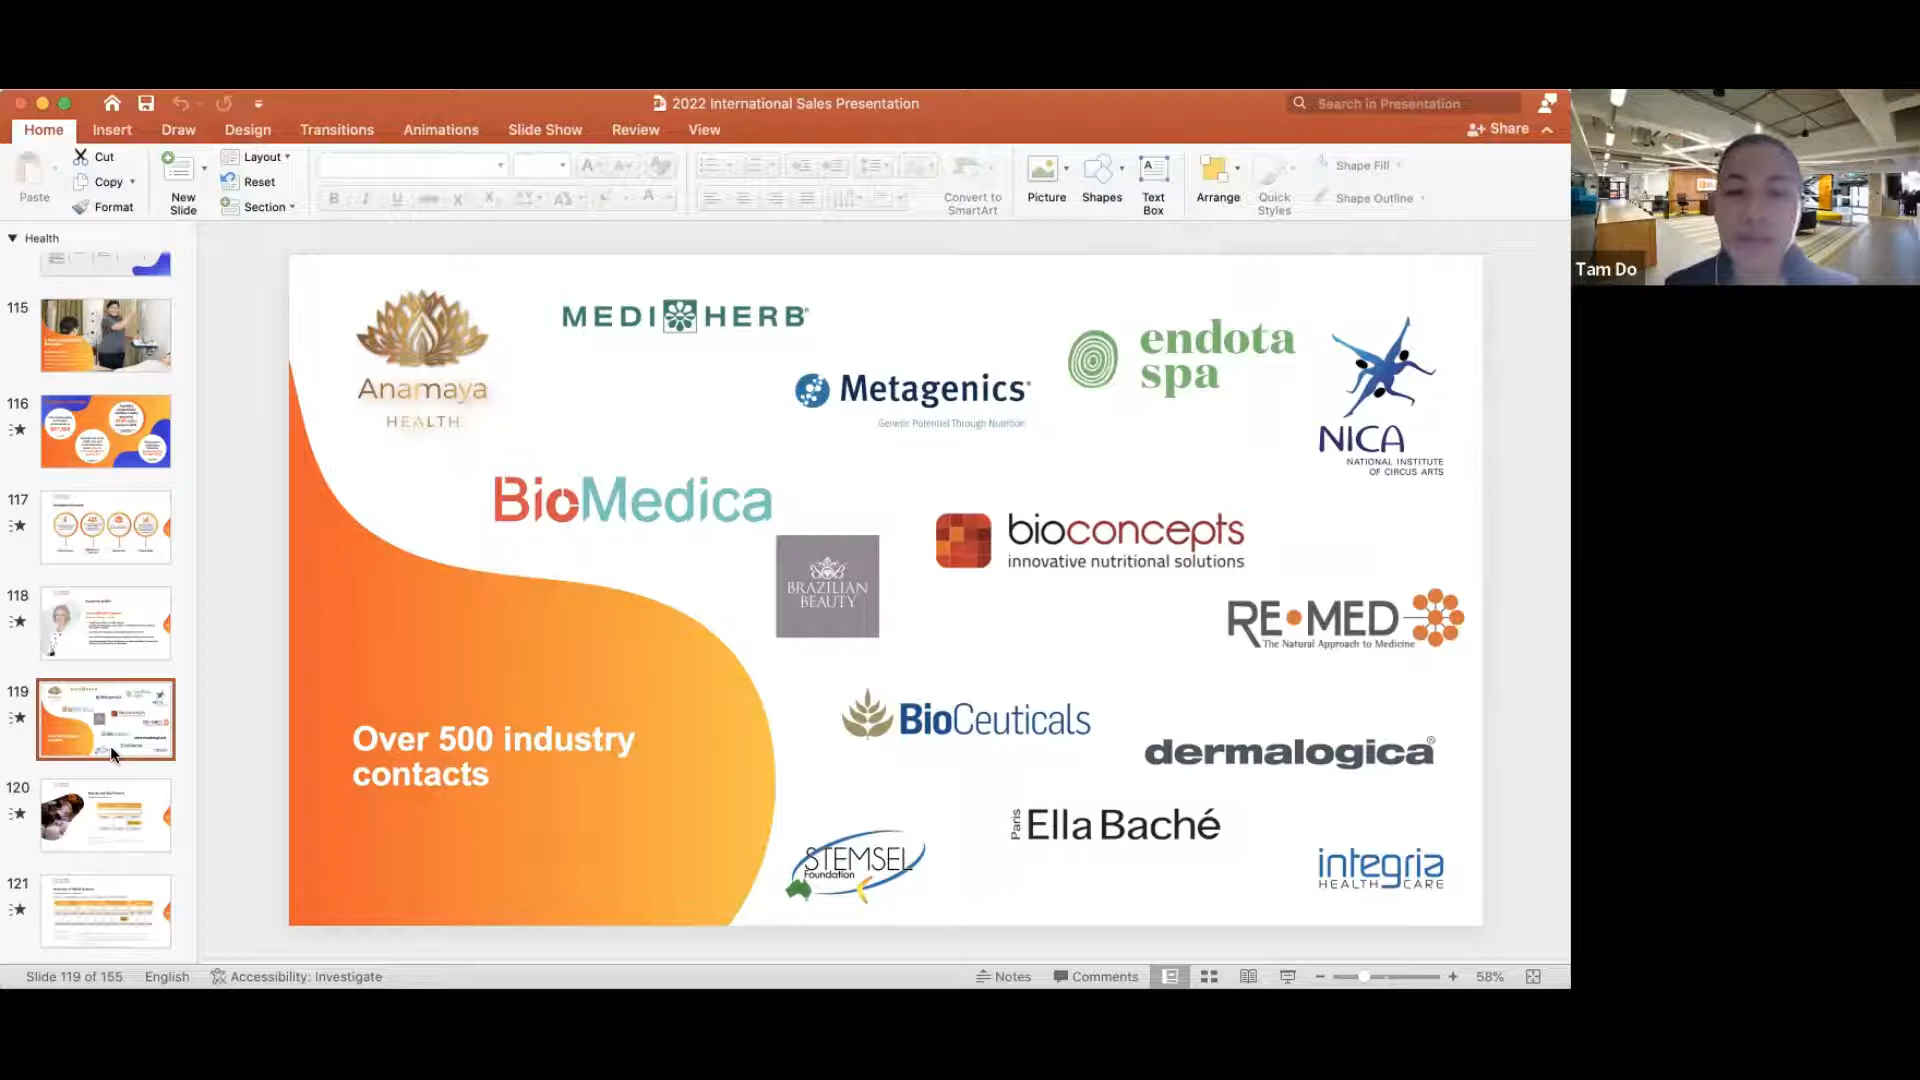 2022 International Sales Presentation
Search in Presentation
Home Insert Draw Design Transitions Animations Slide Show Review View
Share
Paste
Cut
Copy
Format
New Slide
Layout
Reset
Section
Convert to SmartArt
Picture
Shapes
Text Box
Arrange
Quick Styles
Shape Fill
Shape Outline
Tam Do
Health
115
116
117
118
119
120
121
Anamaya
HEALTH
MEDI HERB
Metagenics
Genetic Potential Through Nutrition
endota
spa
NICA
NATIONAL INSTITUTE
OF CIRCUS ARTS
BioMedica
bioconcepts
innovative nutritional solutions
BRAZILIAN
BEAUTY
RE•MED
The Natural Approach to Medicine
BioCeuticals
dermalogica
Over 500 industry
contacts
Paris Ella Baché
STEMSEL
Foundation
integria
HEALTHCARE
Slide 119 of 155 English Accessibility: Investigate
Notes Comments 58%